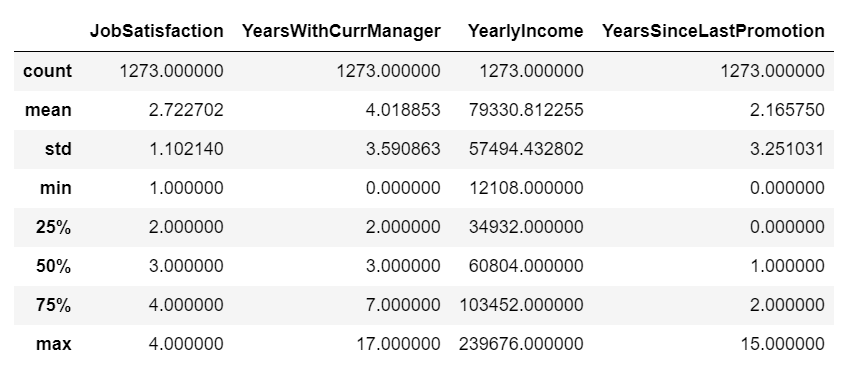 JobSatisfaction YearsWithCurrManager YearlyIncome YearsSinceLastPromotion
count 1273.000000 1273.000000 1273.000000 1273.000000
mean 2.722702 4.018853 79330.812255 2.165750
std 1.102140 3.590863 57494.432802 3.251031
min 1.000000 0.000000 12108.000000 0.000000
25% 2.000000 2.000000 34932.000000 0.000000
50% 3.000000 3.000000 60804.000000 1.000000
75% 4.000000 7.000000 103452.000000 2.000000
max 4.000000 17.000000 239676.000000 15.000000